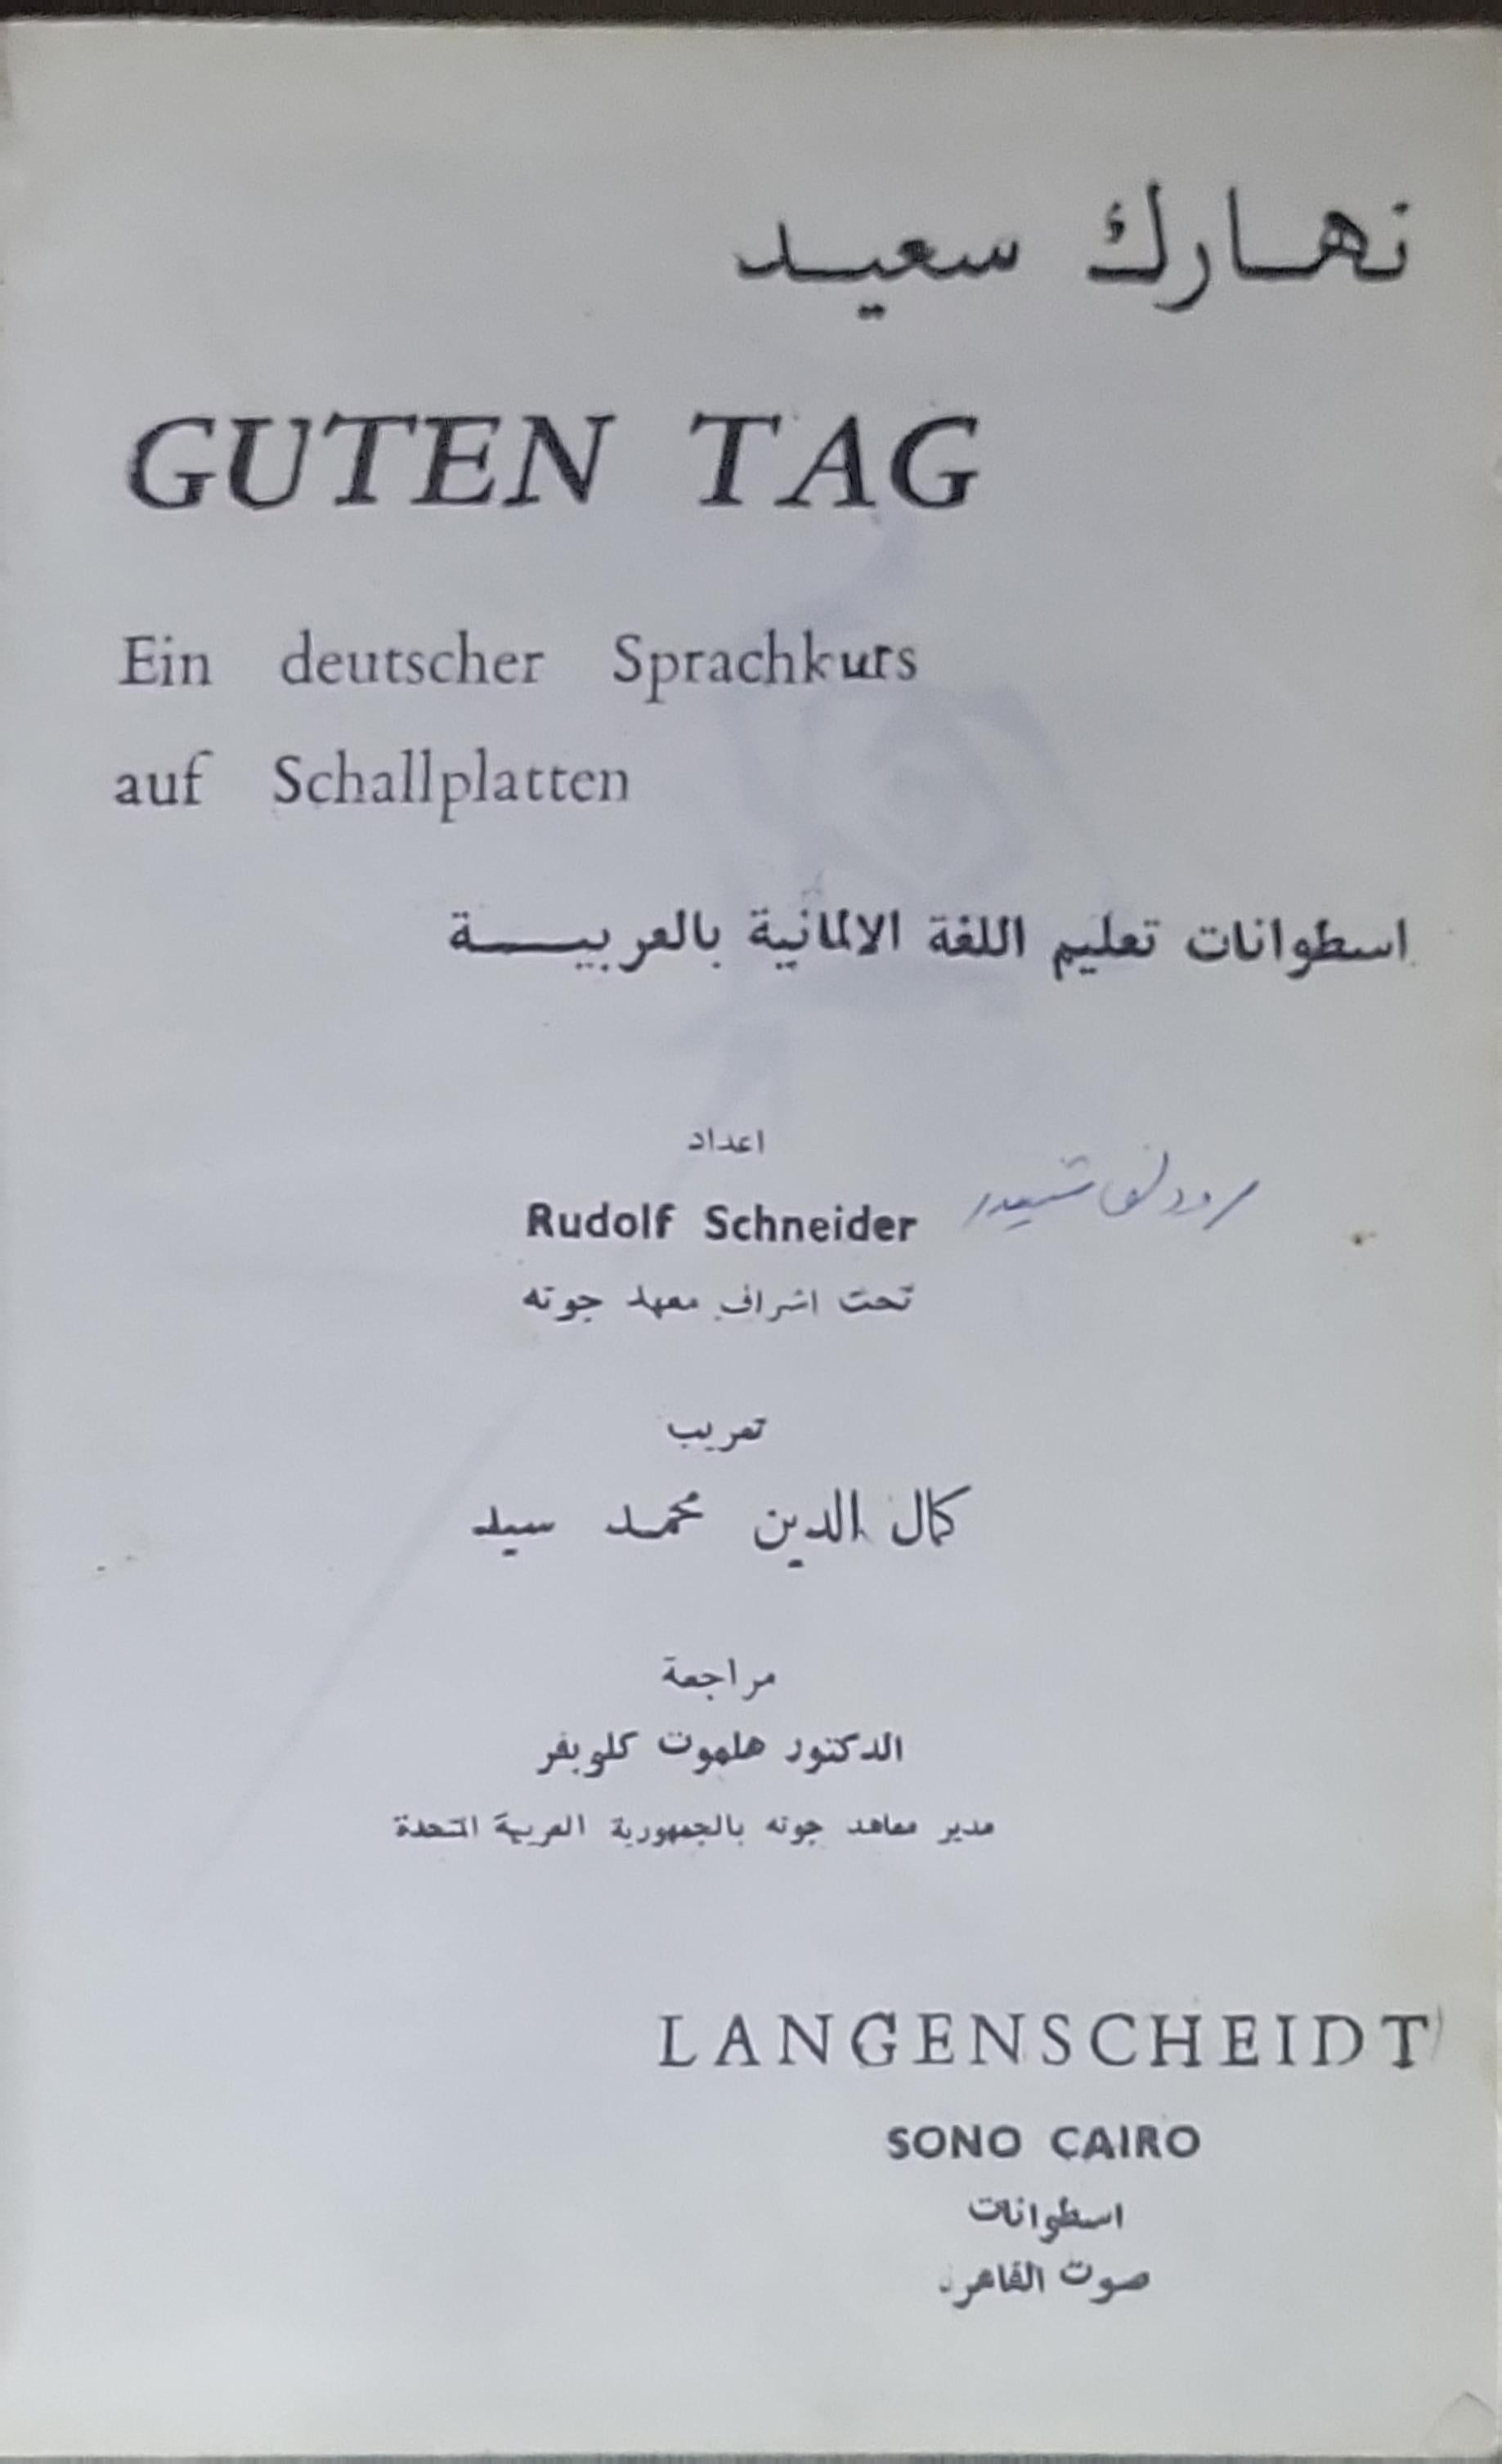 نهارك سعيد
GUTEN TAG
Ein deutscher Sprachkurs
auf Schallplatten
اسطوانات تعليم اللغة الالمانية بالعربية
اعداد
Rudolf Schneider رودلف شنيدر
تحت اشراف معهد جوته
تعريب
كمال الدين محمد سيد
مراجعة
الدكتور هلموت كلوبفر
مدير معاهد جوته بالجمهورية العربية المتحدة
LANGENSCHEIDT
SONO CAIRO
اسطوانات
صوت القاهرة